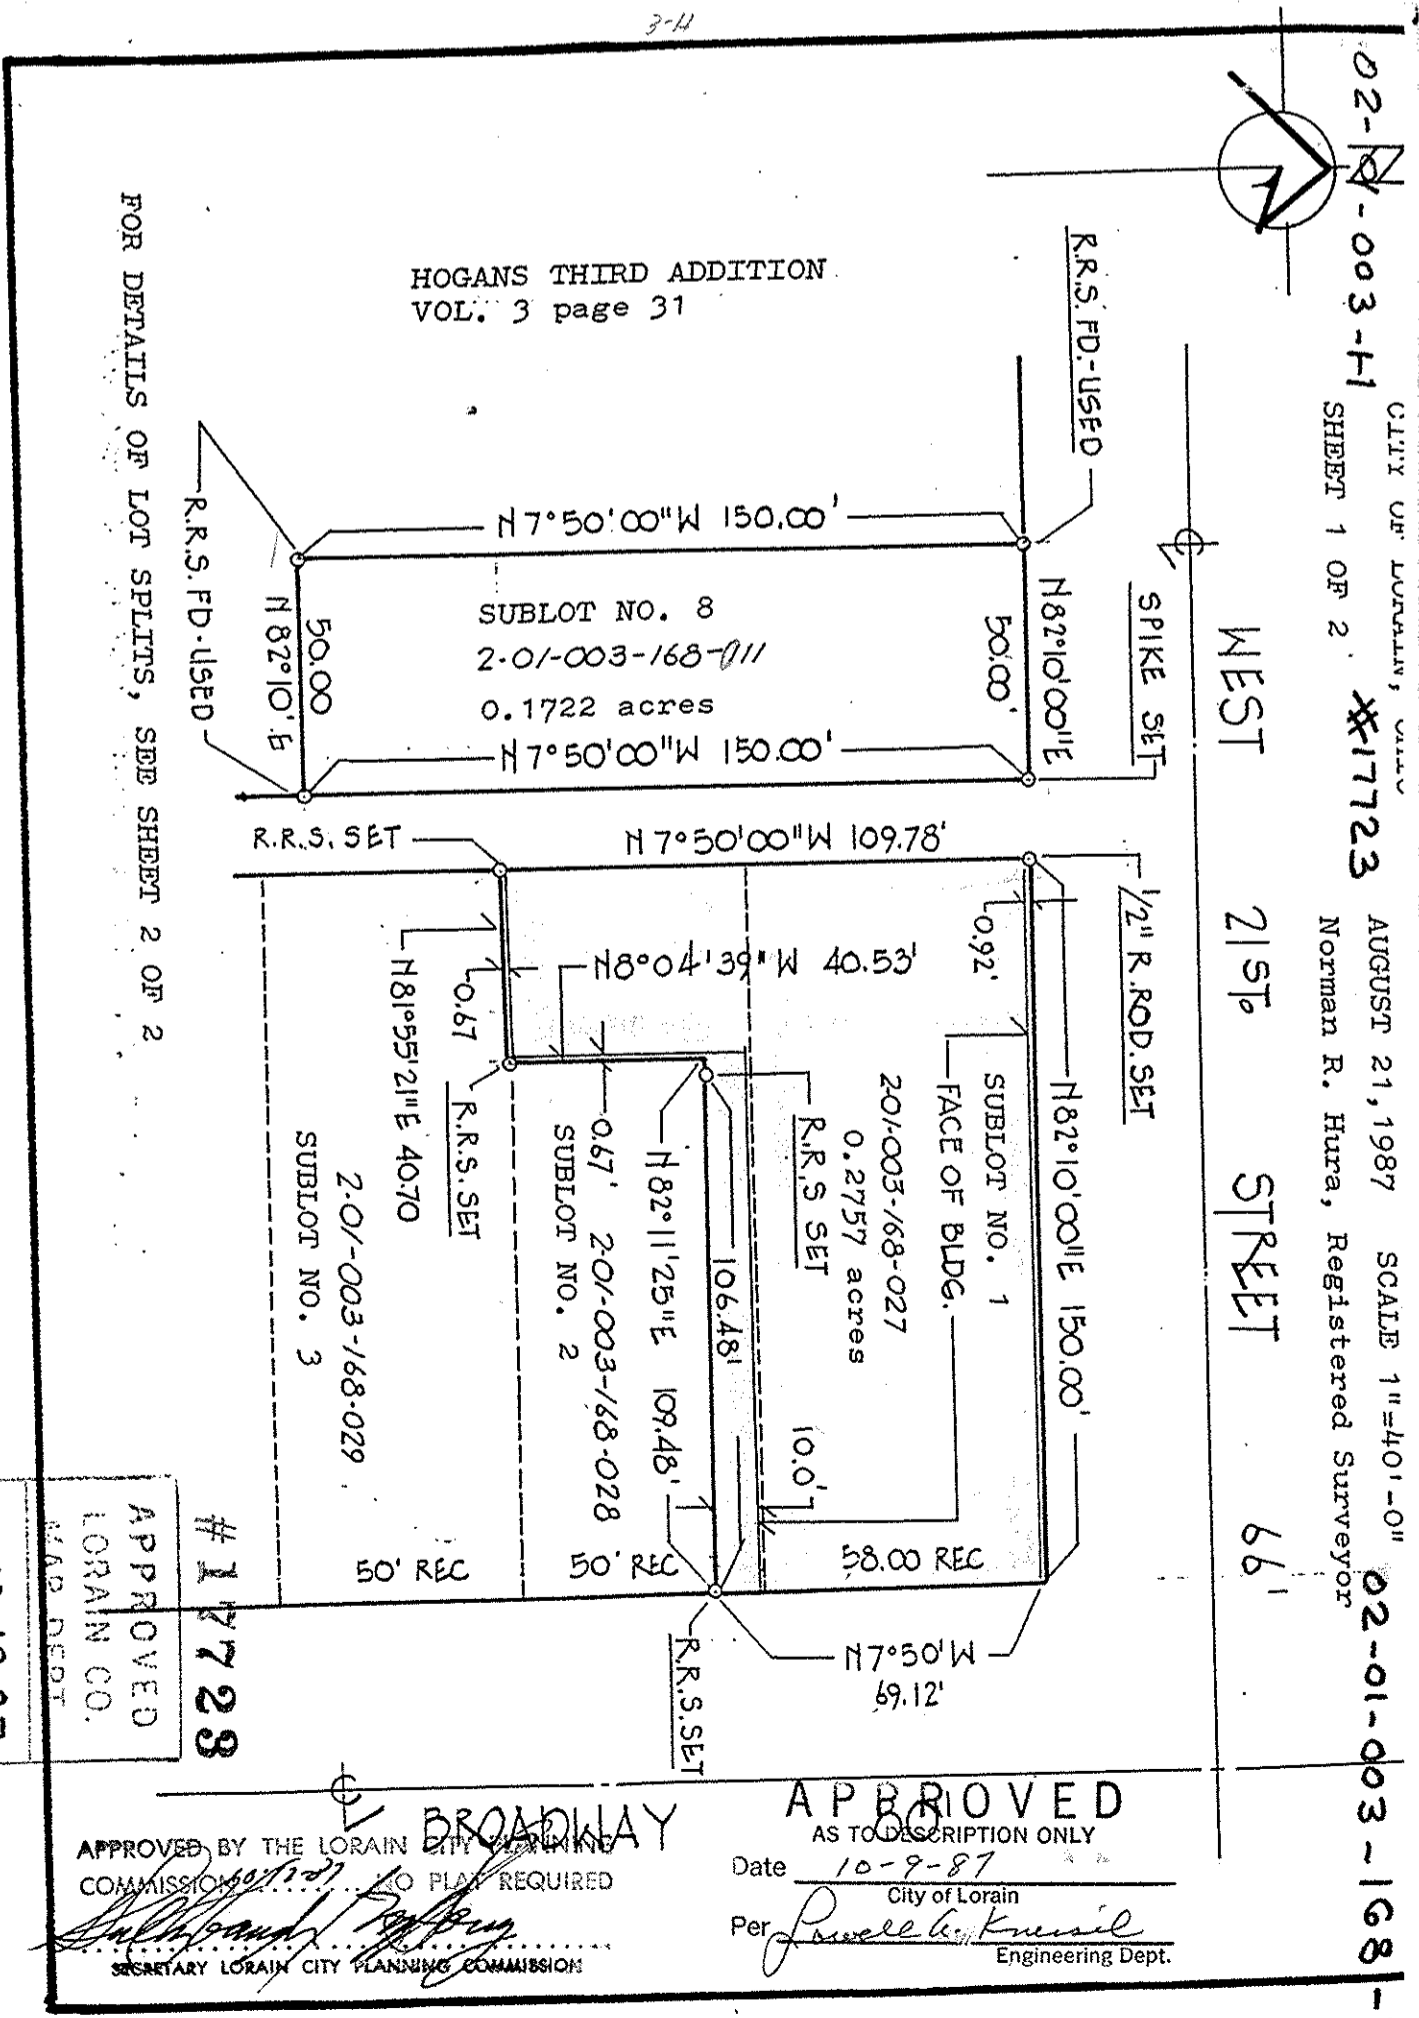 3-H
02-01-003-H
CITY OF LORAIN, OHIO
SHEET 1 OF 2
#17723
AUGUST 21, 1987 SCALE 1"=40'-0"
Norman R. Hura, Registered Surveyor
02-01-003-168-
HOGANS THIRD ADDITION
VOL. 3 page 31
R.R.S. FD.-USED
SPIKE SET
WEST 21ST. STREET 66'
N 7°50'00"W 150.00'
N82°10'00"E
50.00'
SUBLOT NO. 8
2-01-003-168-011
0.1722 acres
50.00
N 82°10' E
N 7°50'00"W 150.00'
R.R.S. FD-USED
FOR DETAILS OF LOT SPLITS, SEE SHEET 2 OF 2
R.R.S. SET
N 7°50'00"W 109.78'
1/2" R.ROD.SET
0.92'
N8°04'39"W 40.53'
0.67
N81°55'21"E 40.70
R.R.S. SET
N82°10'00"E 150.00'
SUBLOT NO. 1
FACE OF BLDG.
201-003-168-027
0.2757 acres
R.R.S SET
106.48'
N82°11'25"E 109.48'
0.67'
2-01-003-168-028
SUBLOT NO. 2
2-01-003-168-029
SUBLOT NO. 3
10.0'
50' REC
50' REC
58.00 REC
N7°50'W
69.12'
R.R.S. SET
#17723
APPROVED
LORAIN CO.
MAP DEPT
BROADWAY
80'
APPROVED BY THE LORAIN CITY PLANNING
COMMISSION NO PLAT REQUIRED
SECRETARY LORAIN CITY PLANNING COMMISSION
APPROVED
AS TO DESCRIPTION ONLY
Date 10-9-87
City of Lorain
Per
Engineering Dept.